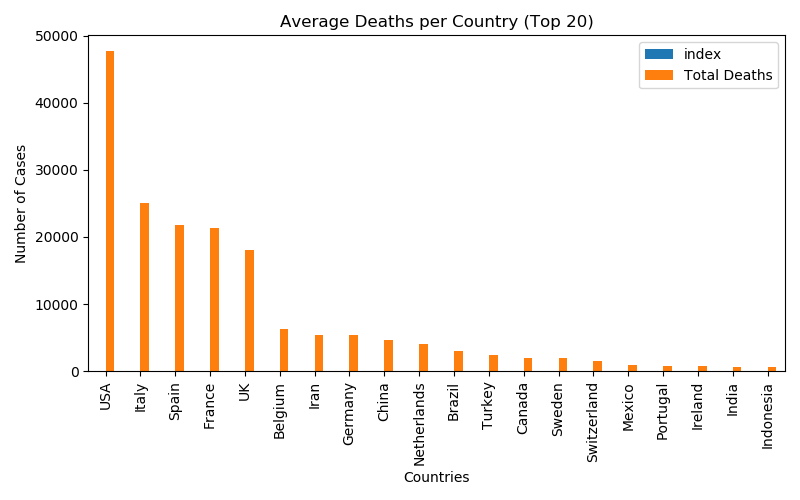 Average Deaths per Country (Top 20)
index
Total Deaths
Number of Cases
50000
40000
30000
20000
10000
0
USA
Italy
Spain
France
UK
Belgium
Iran
Germany
China
Netherlands
Brazil
Turkey
Canada
Sweden
Switzerland
Mexico
Portugal
Ireland
India
Indonesia
Countries